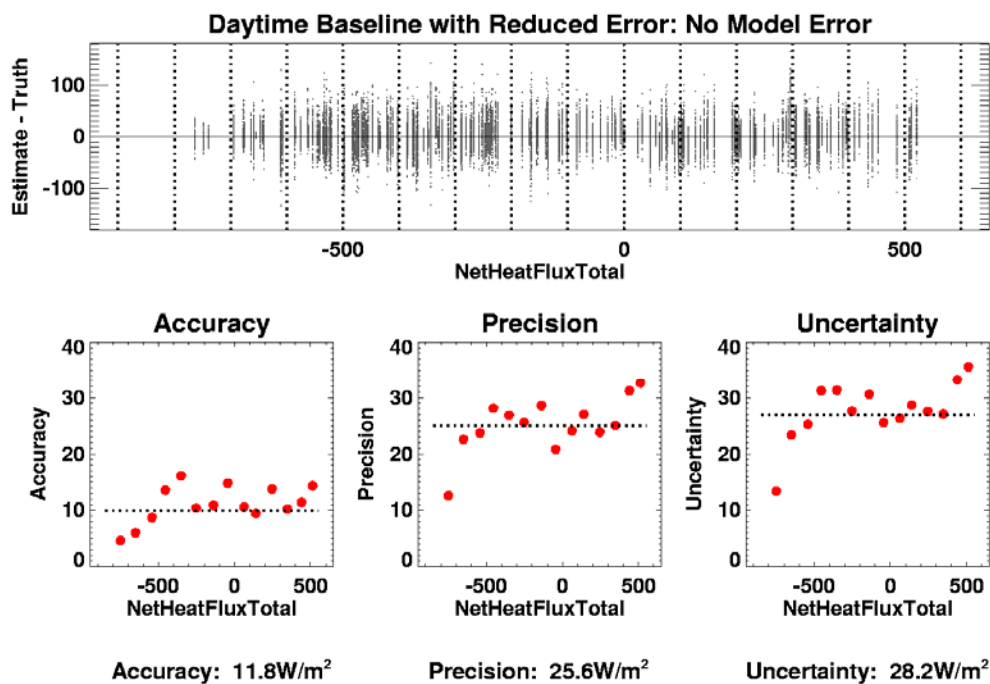 Daytime Baseline with Reduced Error: No Model Error
Estimate - Truth
100
0
-100
-500 0 500
NetHeatFluxTotal
Accuracy
Accuracy
40
30
20
10
0
-500 0 500
NetHeatFluxTotal
Precision
Precision
40
30
20
10
0
-500 0 500
NetHeatFluxTotal
Uncertainty
Uncertainty
40
30
20
10
0
-500 0 500
NetHeatFluxTotal
Accuracy: 11.8W/m²
Precision: 25.6W/m²
Uncertainty: 28.2W/m²